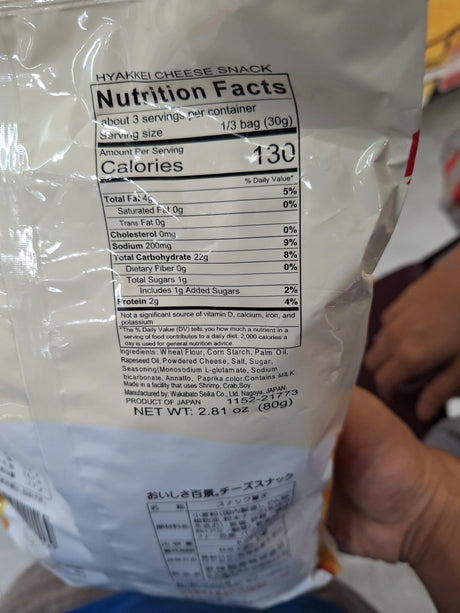 HYAKKEI CHEESE SNACK
Nutrition Facts
about 3 servings per container
Serving size 1/3 bag (30g)
Amount Per Serving
Calories 130
% Daily Value*
Total Fat 4g 5%
Saturated Fat 0g 0%
Trans Fat 0g
Cholesterol 0mg 0%
Sodium 200mg 9%
Total Carbohydrate 22g 8%
Dietary Fiber 0g 0%
Total Sugars 1g
Includes 1g Added Sugars 2%
Protein 2g 4%
Not a significant source of vitamin D, calcium, iron, and
potassium
*The % Daily Value (DV) tells you how much a nutrient in a
serving of food contributes to a daily diet. 2,000 calories a
day is used for general nutrition advice.
Ingredients: Wheat Flour, Corn Starch, Palm Oil,
Rapeseed Oil, Powdered Cheese, Salt, Sugar,
Seasoning(Monosodium L-glutamate, Sodium
bicarbonate, Annatto, Paprika color.Contains MILK
Made in a facility that uses Shrimp, Crab,Soy.
Manufactured by: Wakabato Seika Co., Ltd. Nagoya, JAPAN.
PRODUCT OF JAPAN 1152-21773
NET WT: 2.81 oz (80g)
おいしさ百景。チーズスナック
スナック菓子